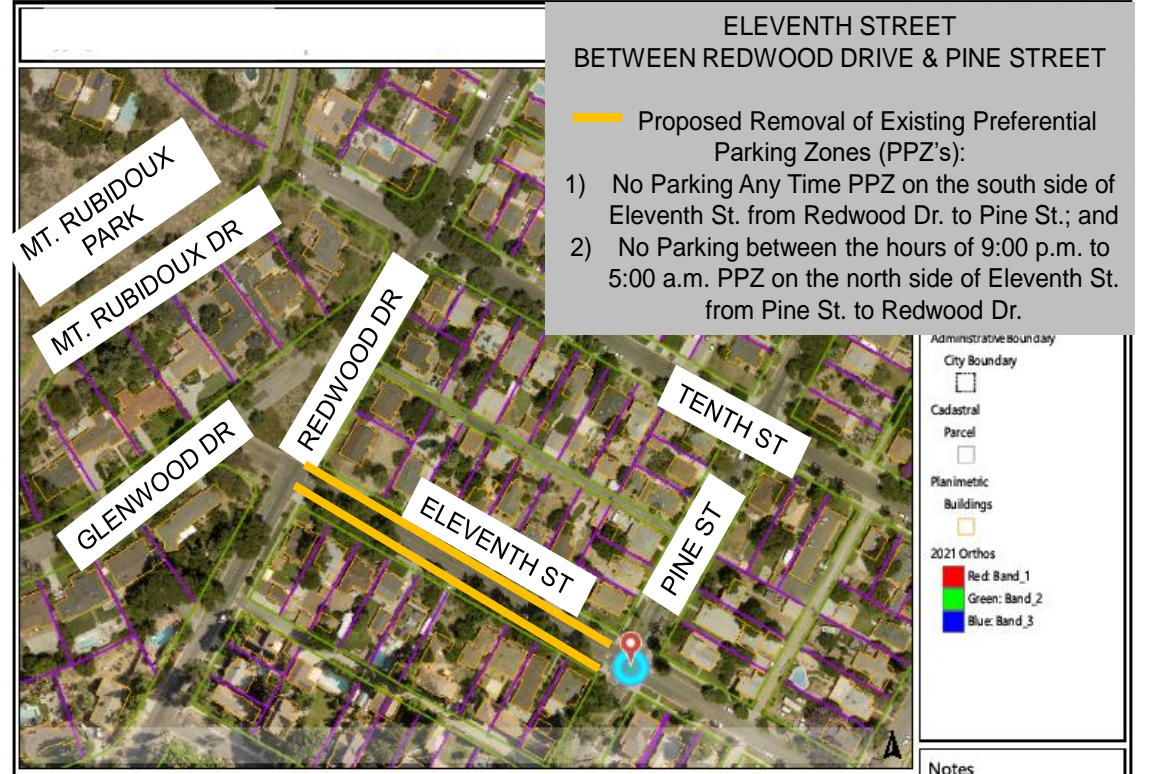 ELEVENTH STREET
BETWEEN REDWOOD DRIVE & PINE STREET
Proposed Removal of Existing Preferential
Parking Zones (PPZ's):
1) No Parking Any Time PPZ on the south side of
Eleventh St. from Redwood Dr. to Pine St.; and
2) No Parking between the hours of 9:00 p.m. to
5:00 a.m. PPZ on the north side of Eleventh St.
from Pine St. to Redwood Dr.
MT. RUBIDOUX
PARK
MT. RUBIDOUX DR
REDWOOD DR
GLENWOOD DR
ELEVENTH ST
TENTH ST
PINE ST
Administrative Boundary
City Boundary
Cadastral
Parcel
Planimetric
Buildings
2021 Orthos
Red: Band_1
Green: Band_2
Blue: Band_3
Notes